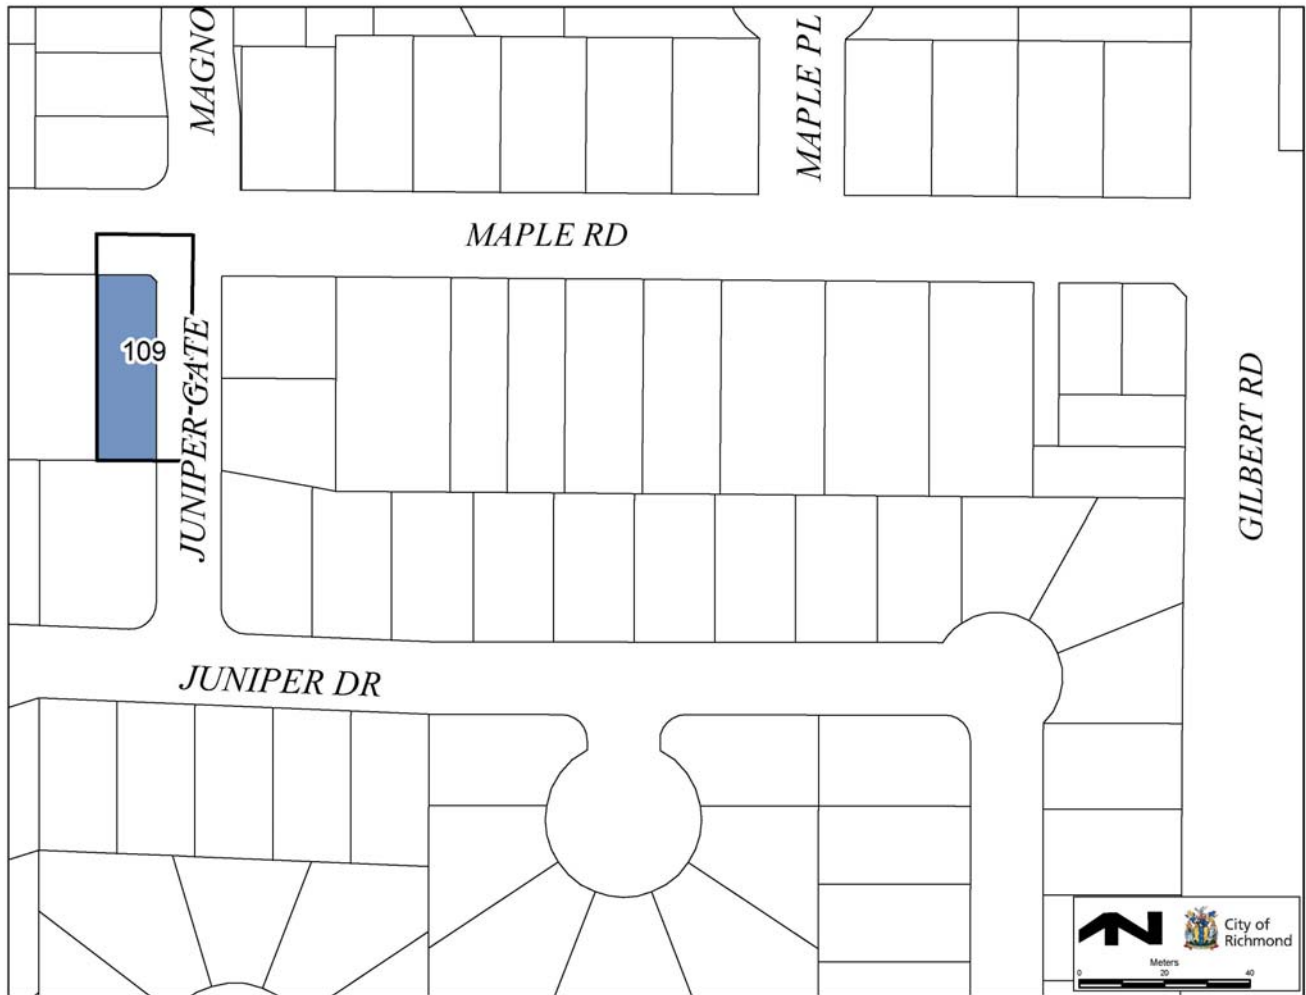 MAGNO
MAPLE PL
MAPLE RD
109
JUNIPER GATE
GILBERT RD
JUNIPER DR
N
City of
Richmond
Meters
0 20 40